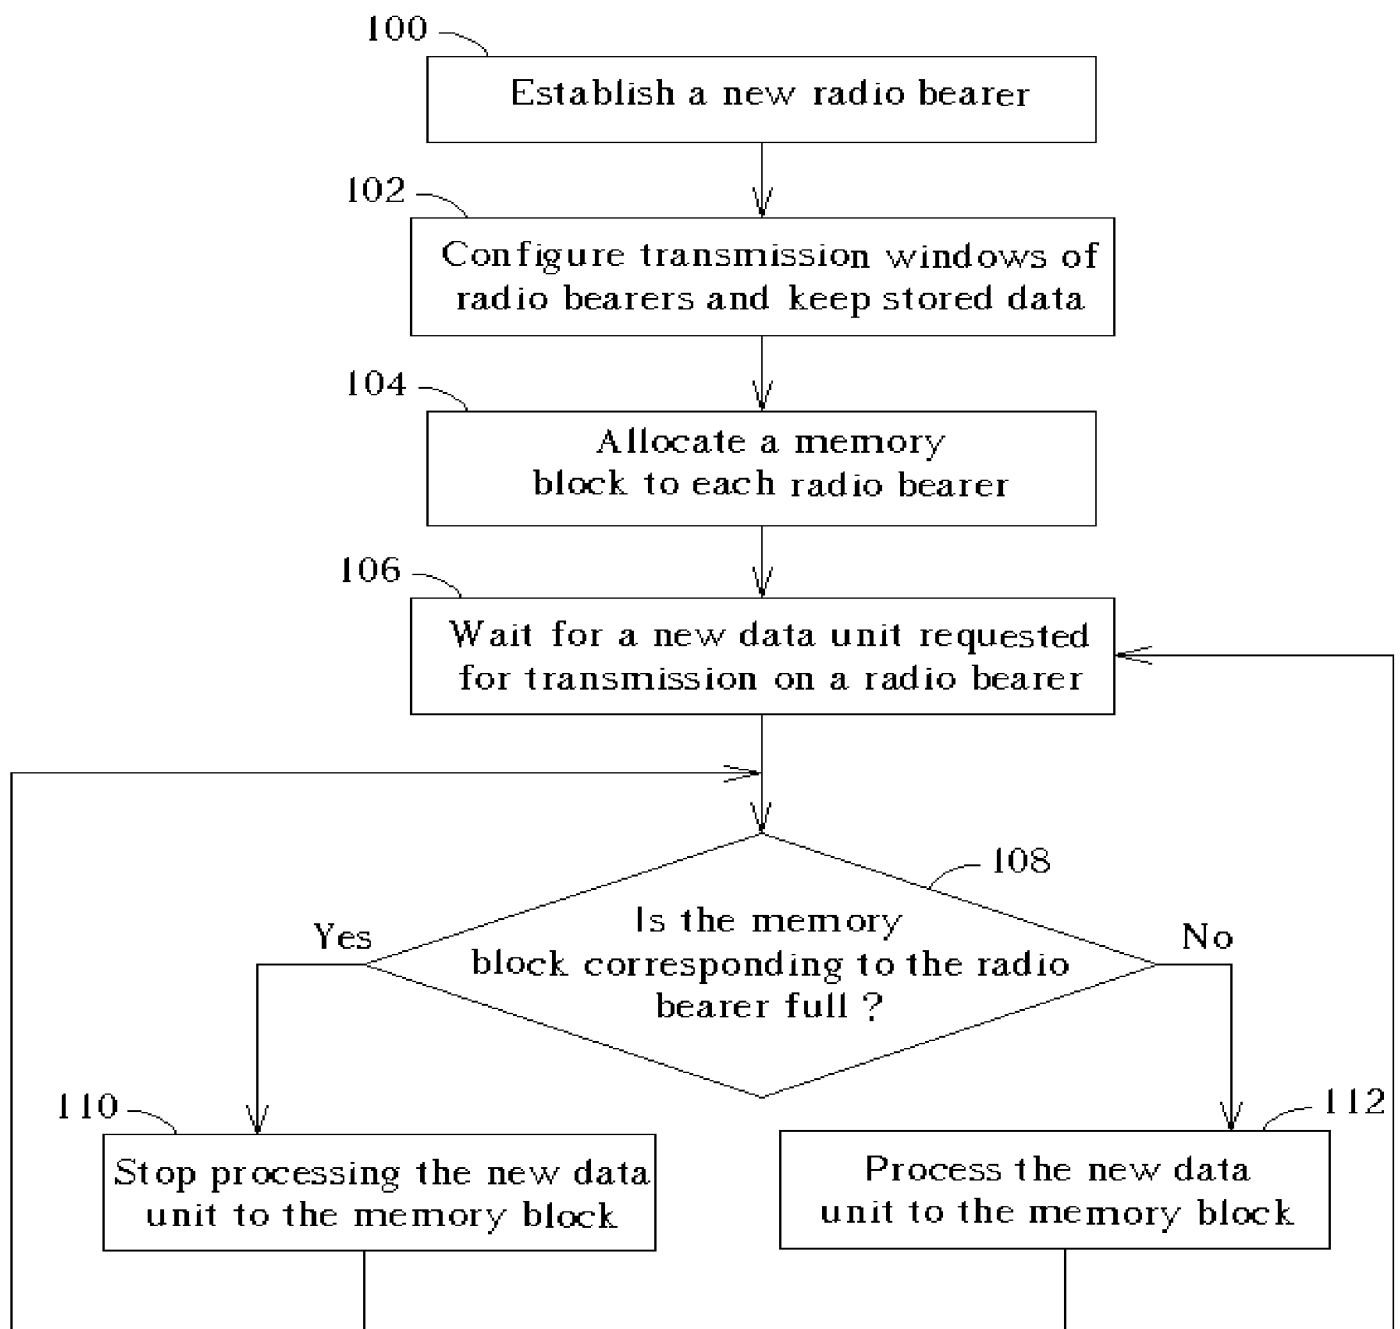 100
Establish a new radio bearer
102
Configure transmission windows of
radio bearers and keep stored data
104
Allocate a memory
block to each radio bearer
106
Wait for a new data unit requested
for transmission on a radio bearer
108
Is the memory
block corresponding to the radio
bearer full ?
Yes
No
110
Stop processing the new data
unit to the memory block
112
Process the new data
unit to the memory block